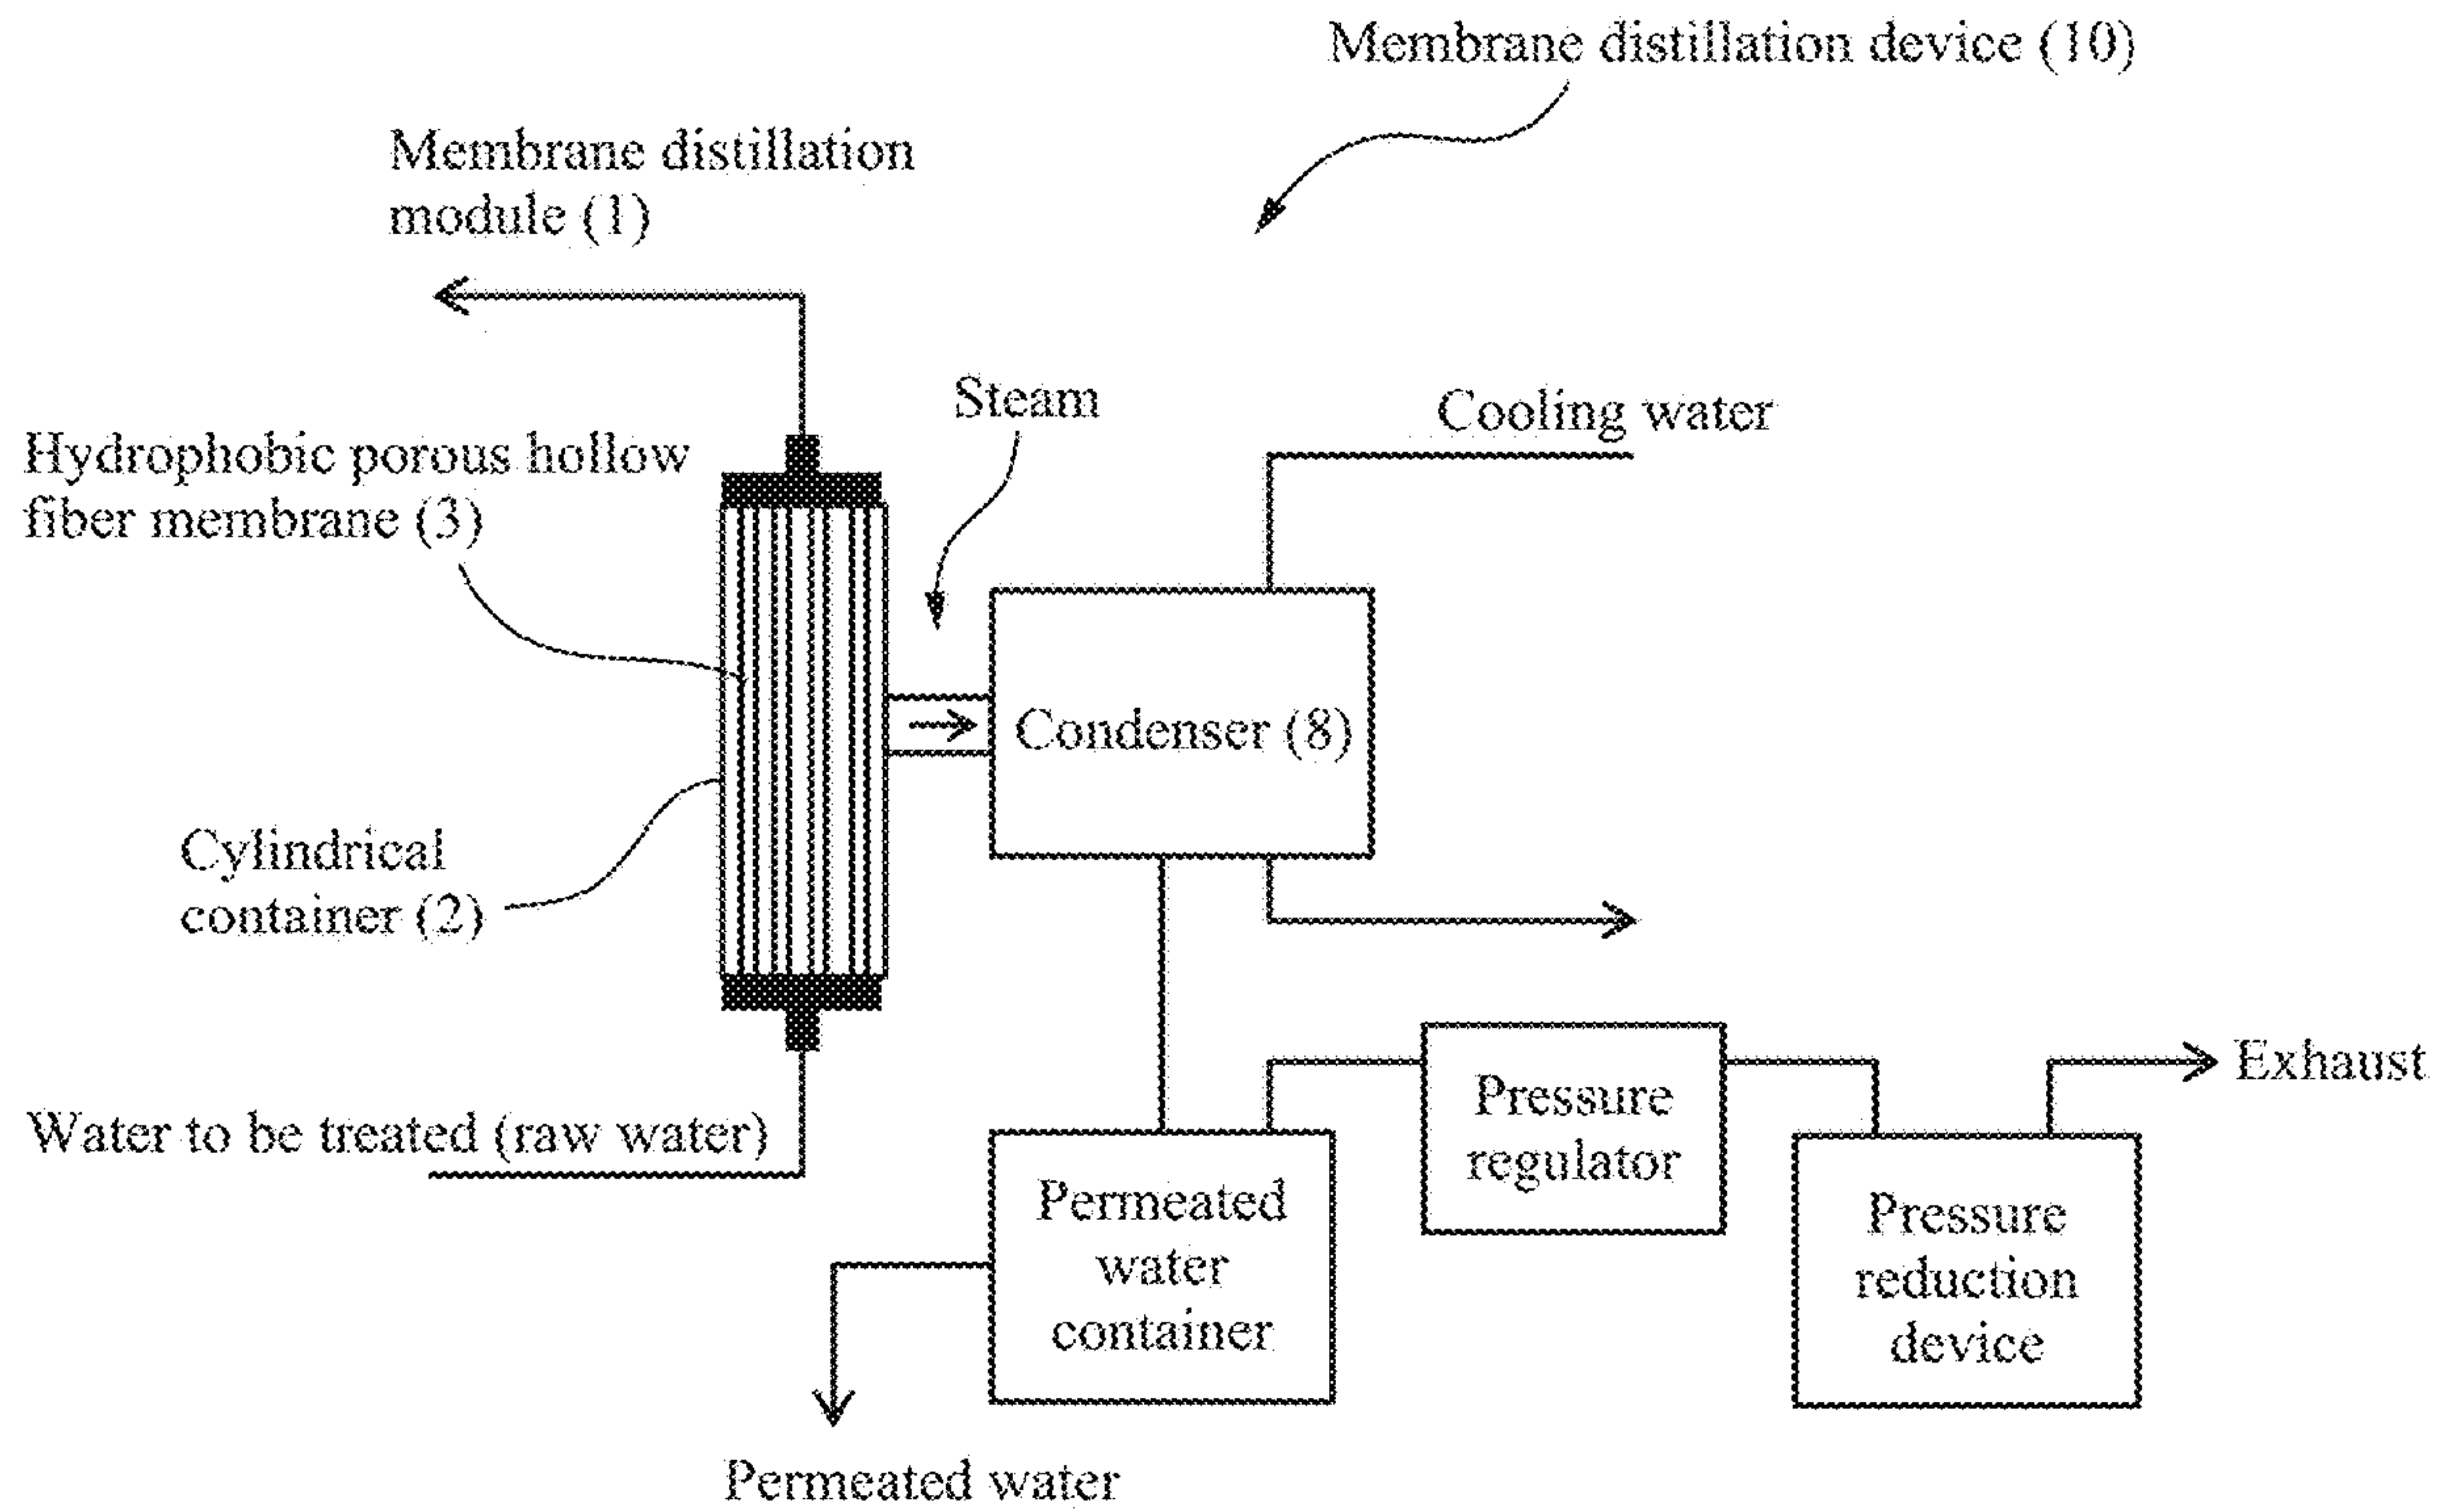 Membrane distillation device (10)
Membrane distillation
module (1)
Steam
Cooling water
Hydrophobic porous hollow
fiber membrane (3)
Condenser (8)
Cylindrical
container (2)
Water to be treated (raw water)
Pressure
regulator
Exhaust
Permeated
water
container
Pressure
reduction
device
Permeated water